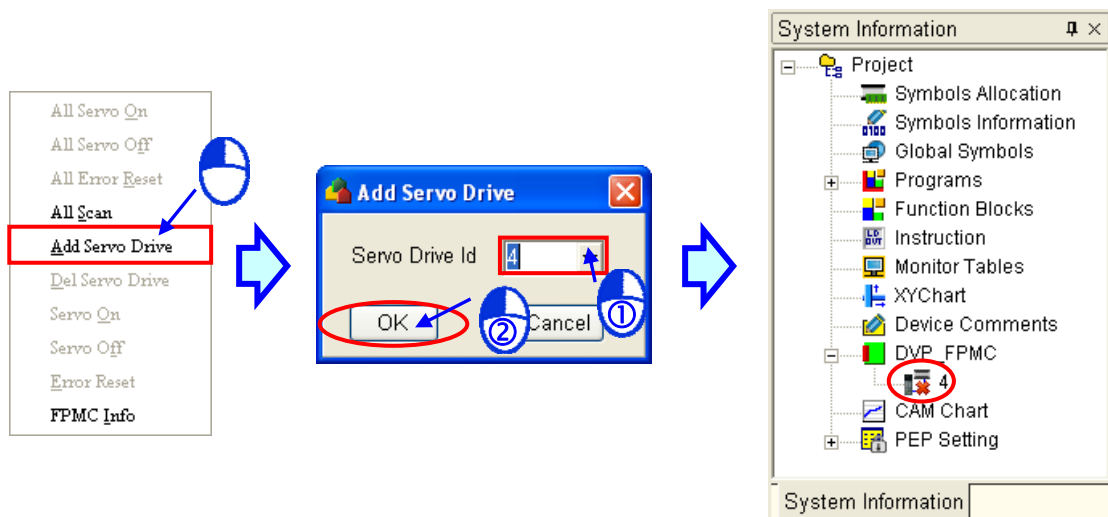 All Servo On
All Servo Off
All Error Reset
All Scan
Add Servo Drive
Del Servo Drive
Servo On
Servo Off
Error Reset
FPMC Info
Add Servo Drive
Servo Drive Id 4
①
OK
②
Cancel
System Information
Project
Symbols Allocation
Symbols Information
Global Symbols
Programs
Function Blocks
Instruction
Monitor Tables
XYChart
Device Comments
DVP_FPMC
4
CAM Chart
PEP Setting
System Information